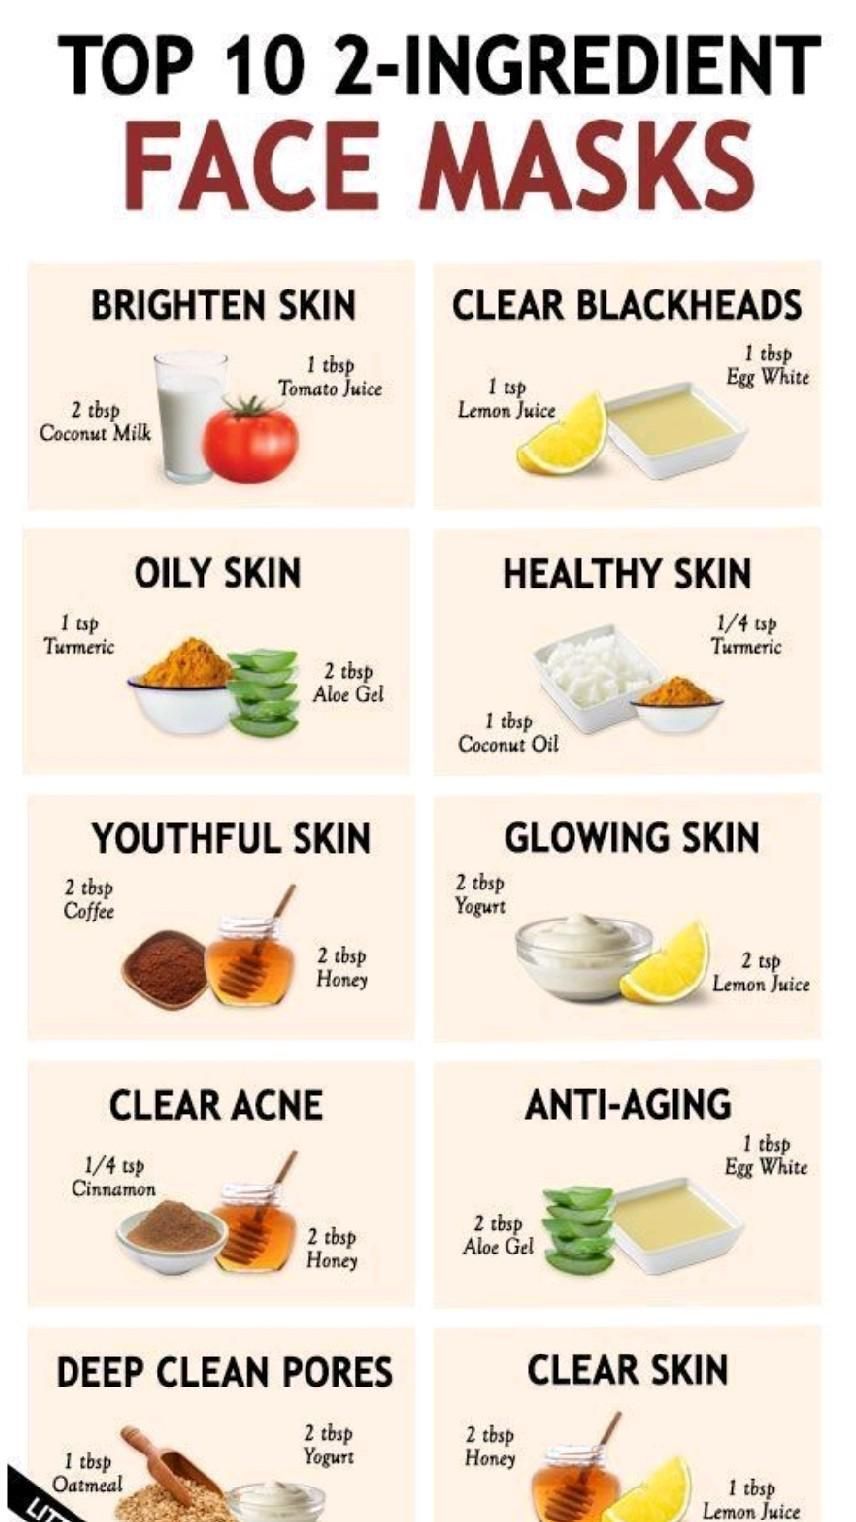 TOP 10 2-INGREDIENT
FACE MASKS
BRIGHTEN SKIN
2 tbsp
Coconut Milk
1 tbsp
Tomato Juice
CLEAR BLACKHEADS
1 tsp
Lemon Juice
1 tbsp
Egg White
OILY SKIN
1 tsp
Turmeric
2 tbsp
Aloe Gel
HEALTHY SKIN
1 tbsp
Coconut Oil
1/4 tsp
Turmeric
YOUTHFUL SKIN
2 tbsp
Coffee
2 tbsp
Honey
GLOWING SKIN
2 tbsp
Yogurt
2 tsp
Lemon Juice
CLEAR ACNE
1/4 tsp
Cinnamon
2 tbsp
Honey
ANTI-AGING
2 tbsp
Aloe Gel
1 tbsp
Egg White
DEEP CLEAN PORES
1 tbsp
Oatmeal
2 tbsp
Yogurt
CLEAR SKIN
2 tbsp
Honey
1 tbsp
Lemon Juice